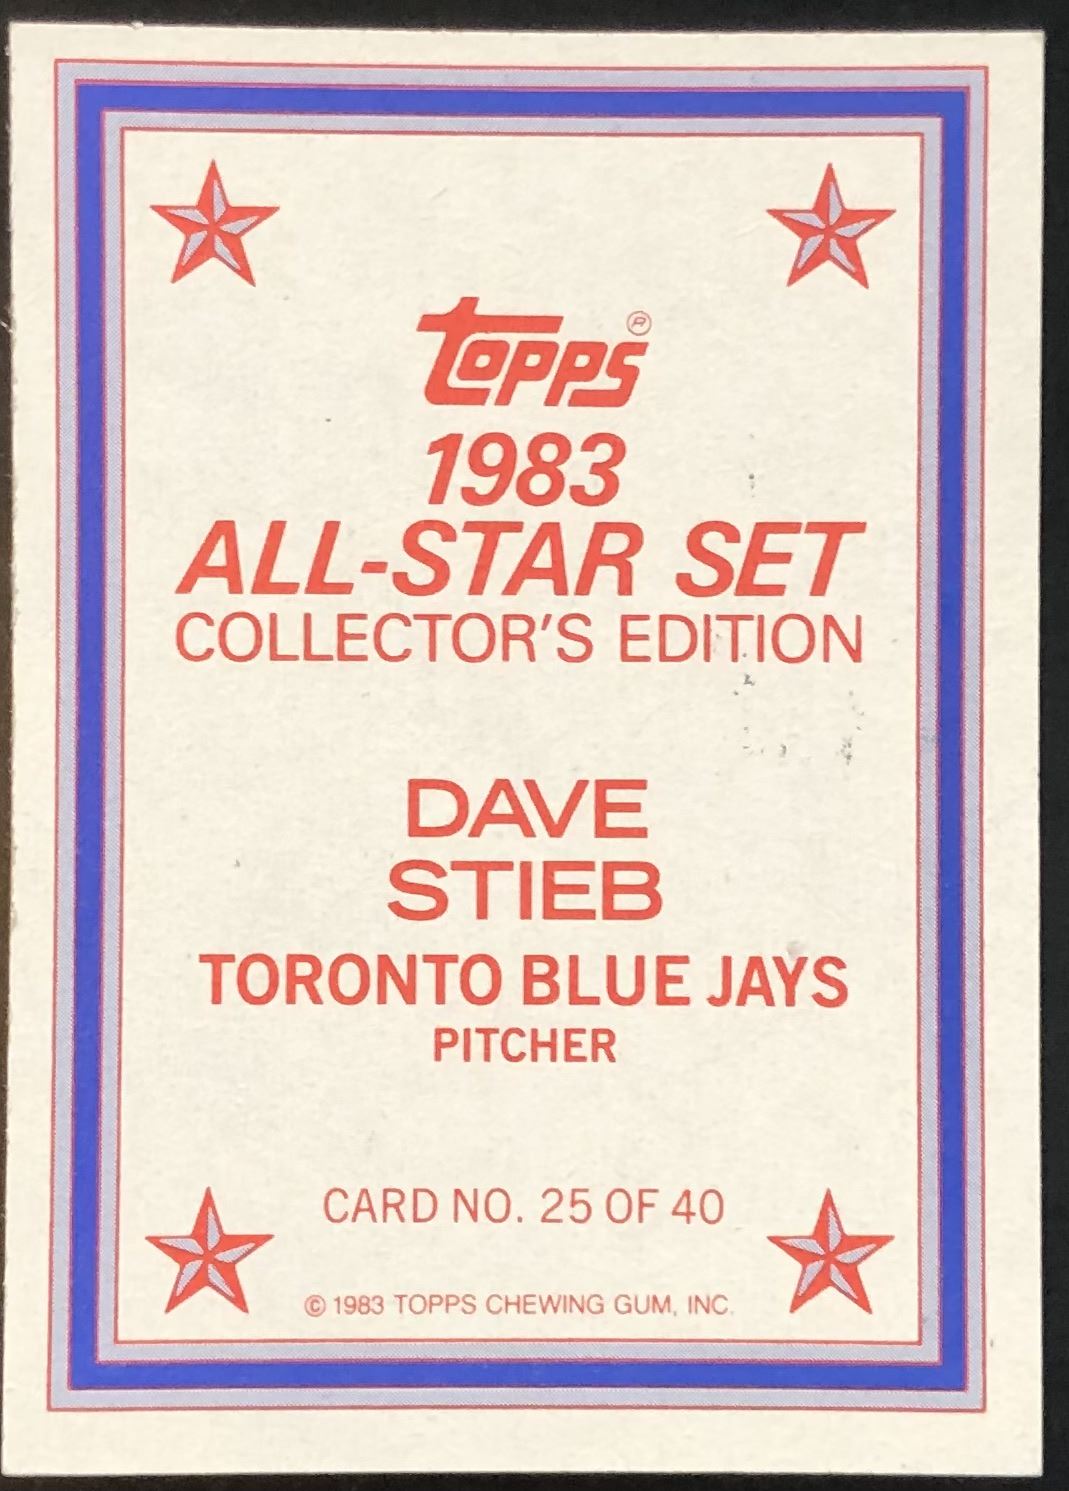 TOPPS®
1983
ALL-STAR SET
COLLECTOR'S EDITION
DAVE
STIEB
TORONTO BLUE JAYS
PITCHER
CARD NO. 25 OF 40
© 1983 TOPPS CHEWING GUM, INC.